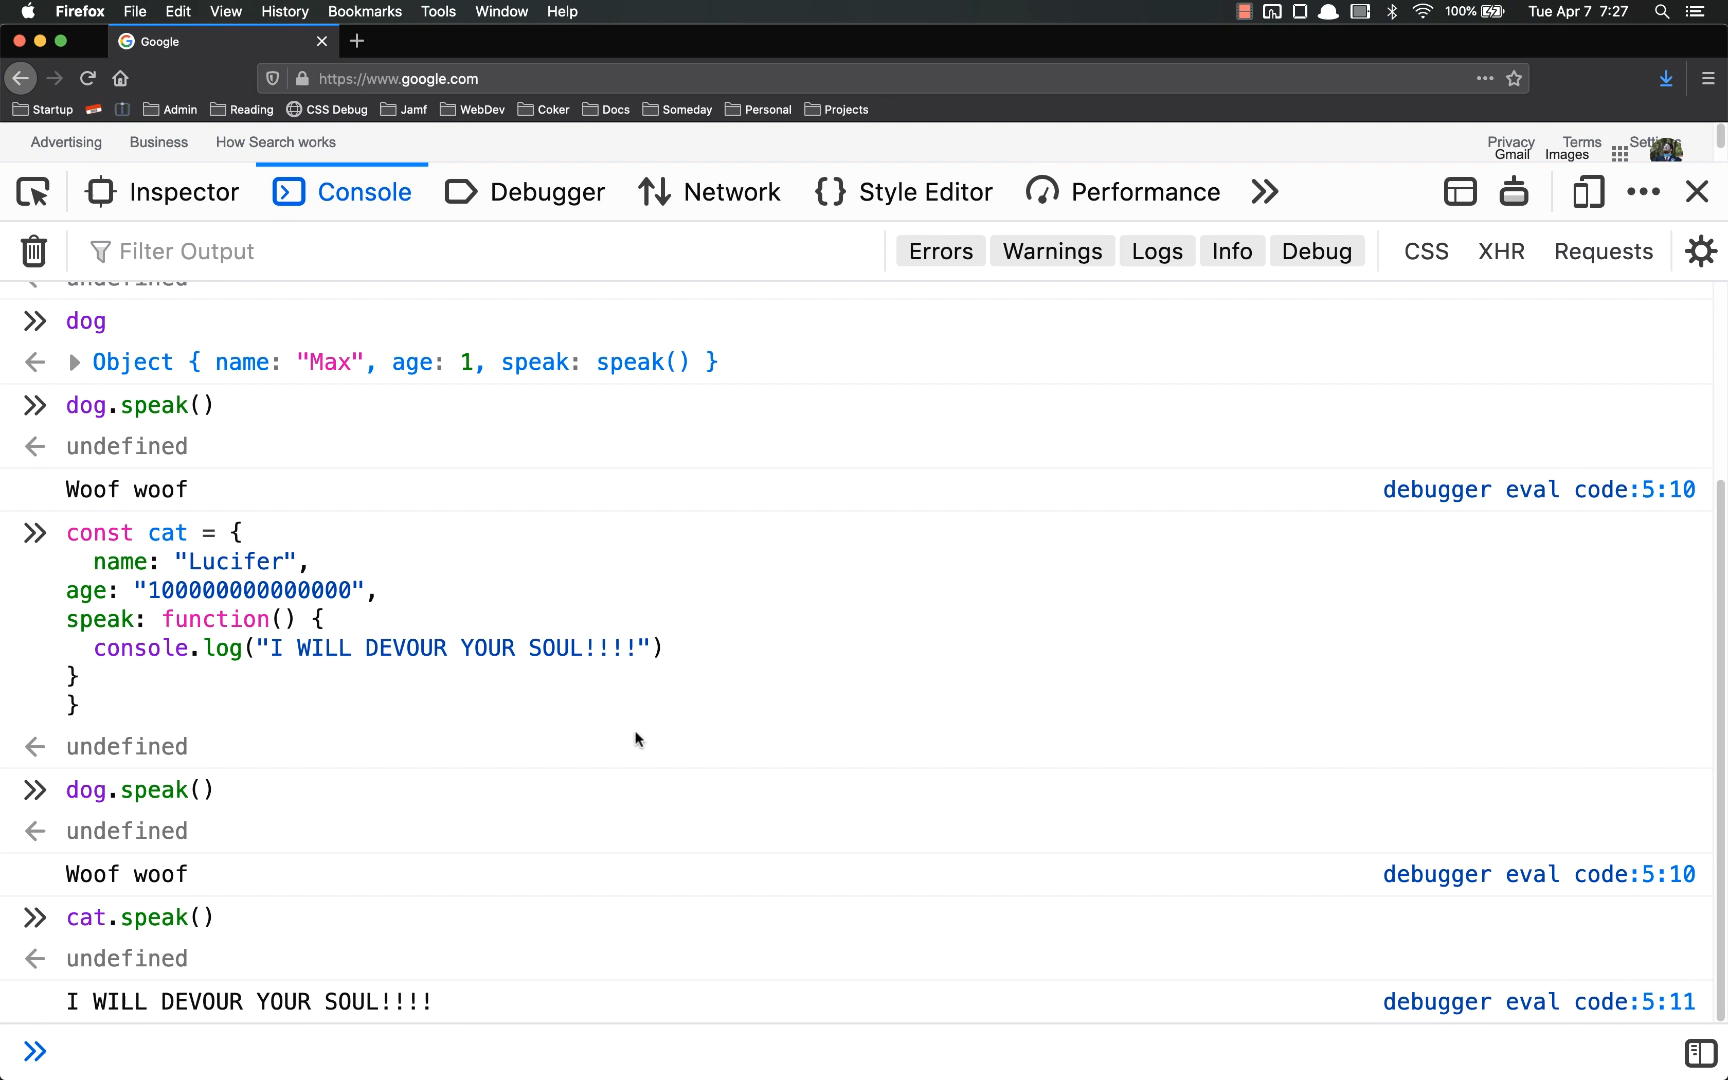 Firefox File Edit View History Bookmarks Tools Window Help 100% Tue Apr 7 7:27
Google
https://www.google.com
Startup Admin Reading CSS Debug Jamf WebDev Coker Docs Someday Personal Projects
Advertising Business How Search works Privacy Terms
Gmail Images
Inspector Console Debugger Network Style Editor Performance
Filter Output Errors Warnings Logs Info Debug CSS XHR Requests
undefined
dog
Object { name: "Max", age: 1, speak: speak() }
dog.speak()
undefined
Woof woof debugger eval code:5:10
const cat = {
name: "Lucifer",
age: "100000000000000",
speak: function() {
console.log("I WILL DEVOUR YOUR SOUL!!!!")
}
}
undefined
dog.speak()
undefined
Woof woof debugger eval code:5:10
cat.speak()
undefined
I WILL DEVOUR YOUR SOUL!!!! debugger eval code:5:11